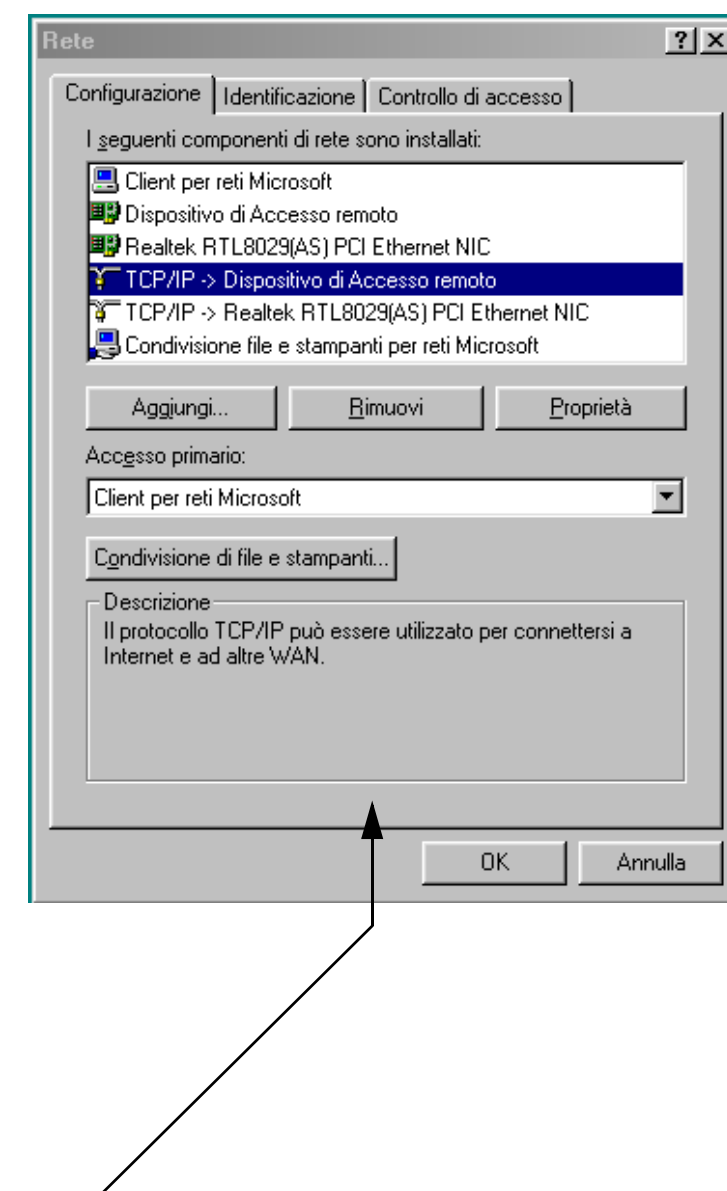 Rete
Configurazione Identificazione Controllo di accesso
I seguenti componenti di rete sono installati:
Client per reti Microsoft
Dispositivo di Accesso remoto
Realtek RTL8029(AS) PCI Ethernet NIC
TCP/IP -> Dispositivo di Accesso remoto
TCP/IP -> Realtek RTL8029(AS) PCI Ethernet NIC
Condivisione file e stampanti per reti Microsoft
Aggiungi... Rimuovi Proprietà
Accesso primario:
Client per reti Microsoft
Condivisione di file e stampanti...
Descrizione
Il protocollo TCP/IP può essere utilizzato per connettersi a
Internet e ad altre WAN.
OK Annulla